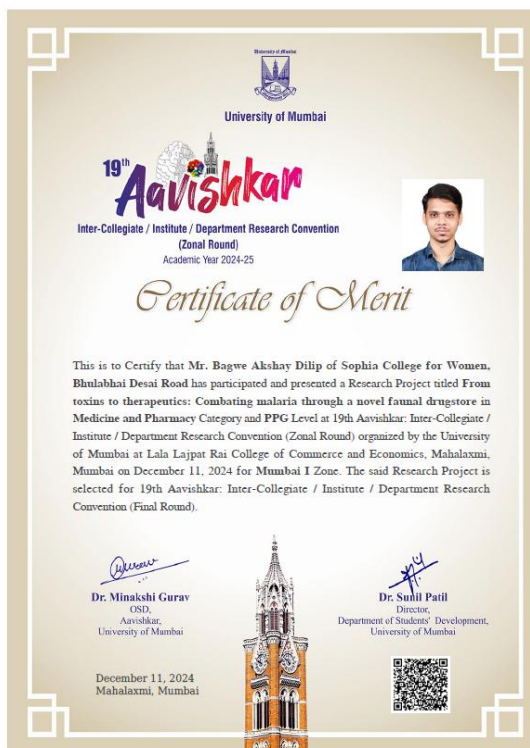 University of Mumbai
University of Mumbai
19th
Aavishkar
Inter-Collegiate / Institute / Department Research Convention
(Zonal Round)
Academic Year 2024-25
Certificate of Merit
This is to Certify that Mr. Bagwe Akshay Dilip of Sophia College for Women,
Bhulabhai Desai Road has participated and presented a Research Project titled From
toxins to therapeutics: Combating malaria through a novel faunal drugstore in
Medicine and Pharmacy Category and PPG Level at 19th Aavishkar: Inter-Collegiate /
Institute / Department Research Convention (Zonal Round) organized by the University
of Mumbai at Lala Lajpat Rai College of Commerce and Economics, Mahalaxmi,
Mumbai on December 11, 2024 for Mumbai I Zone. The said Research Project is
selected for 19th Aavishkar: Inter-Collegiate / Institute / Department Research
Convention (Final Round).
Dr. Minakshi Gurav
OSD,
Aavishkar,
University of Mumbai
Dr. Sunil Patil
Director,
Department of Students' Development,
University of Mumbai
December 11, 2024
Mahalaxmi, Mumbai